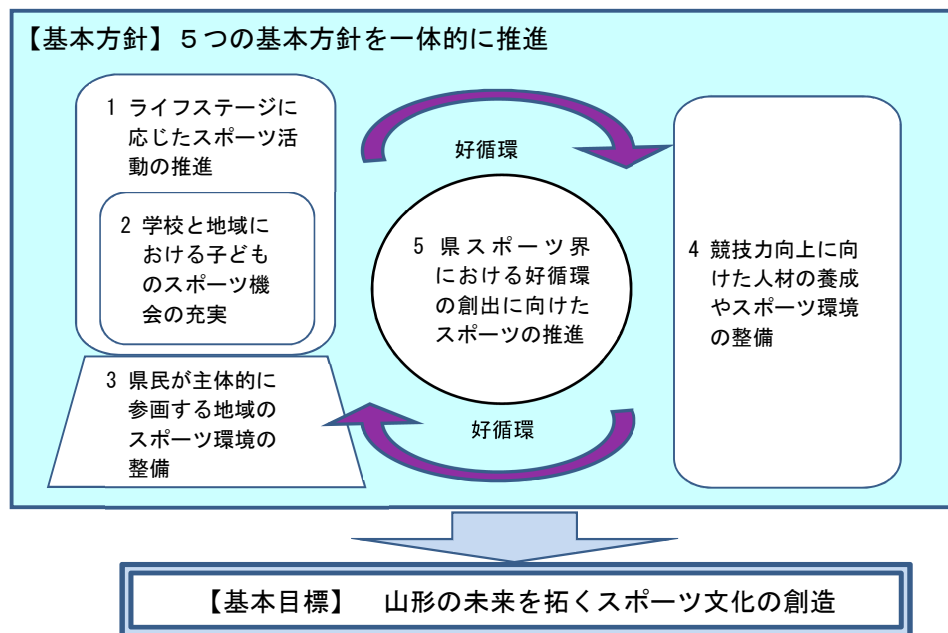 【基本方針】５つの基本方針を一体的に推進
1 ライフステージに
応じたスポーツ活
動の推進
2 学校と地域に
おける子ども
のスポーツ機
会の充実
3 県民が主体的に
参画する地域の
スポーツ環境の
整備
好循環
5 県スポーツ界
における好循環
の創出に向けた
スポーツの推進
好循環
4 競技力向上に向
けた人材の養成
やスポーツ環境
の整備
【基本目標】　山形の未来を拓くスポーツ文化の創造